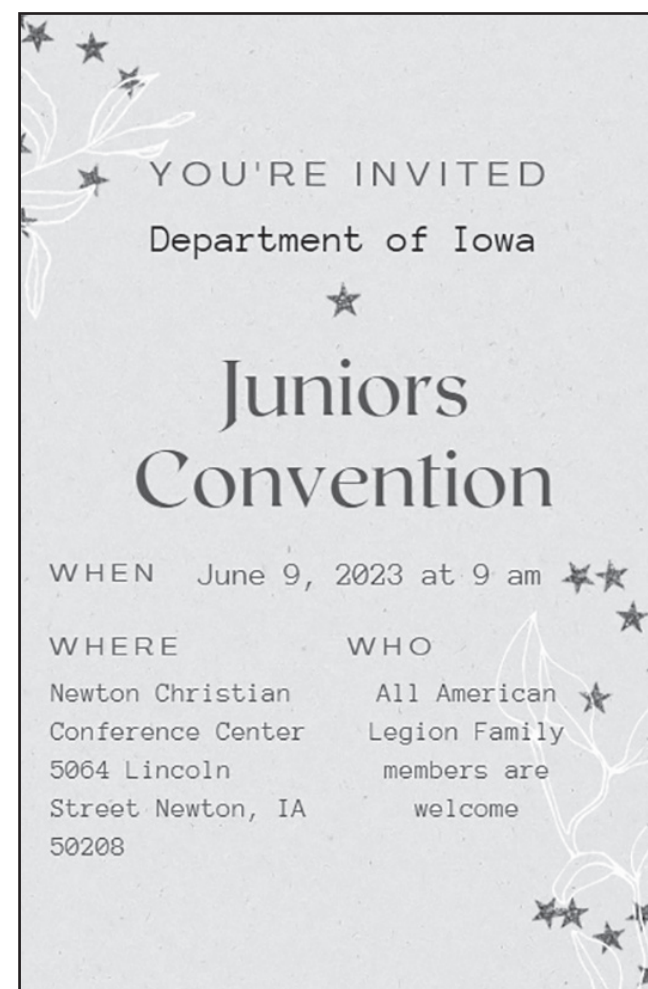 YOU'RE INVITED
Department of Iowa
Juniors
Convention
WHEN June 9, 2023 at 9 am
WHERE
Newton Christian
Conference Center
5064 Lincoln
Street Newton, IA
50208
WHO
All American
Legion Family
members are
welcome